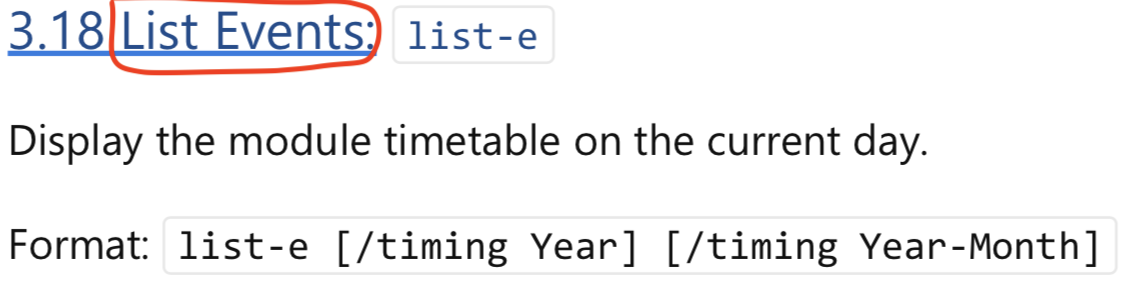 3.18 List Events: list-e
Display the module timetable on the current day.
Format: list-e [/timing Year] [/timing Year-Month]